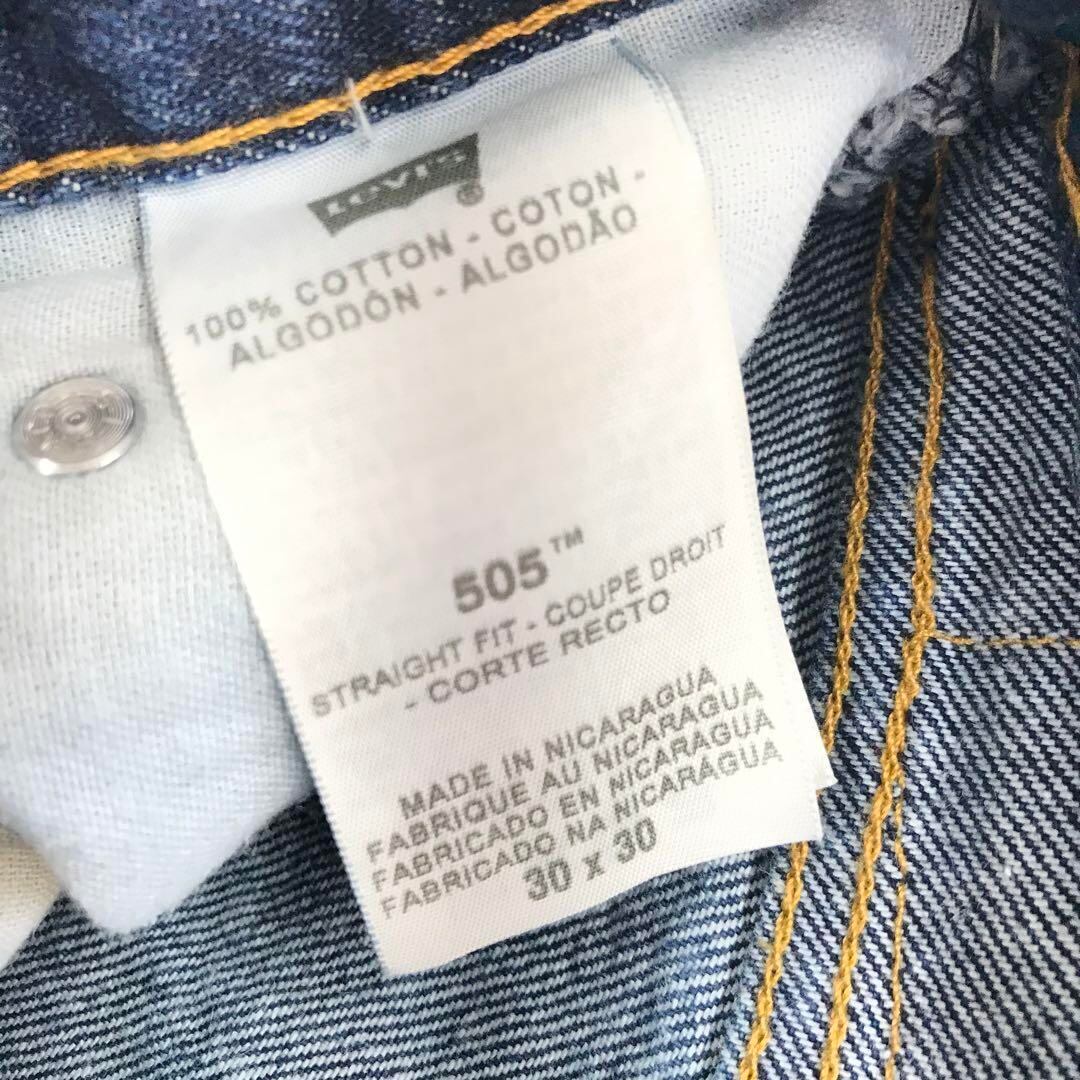 Levi's®
100% COTTON - COTON -
ALGODÓN - ALGODÃO
505™
STRAIGHT FIT - COUPE DROIT
- CORTE RECTO
MADE IN NICARAGUA
FABRIQUE AU NICARAGUA
FABRICADO EN NICARAGUA
FABRICADO NA NICARAGUA
30 x 30